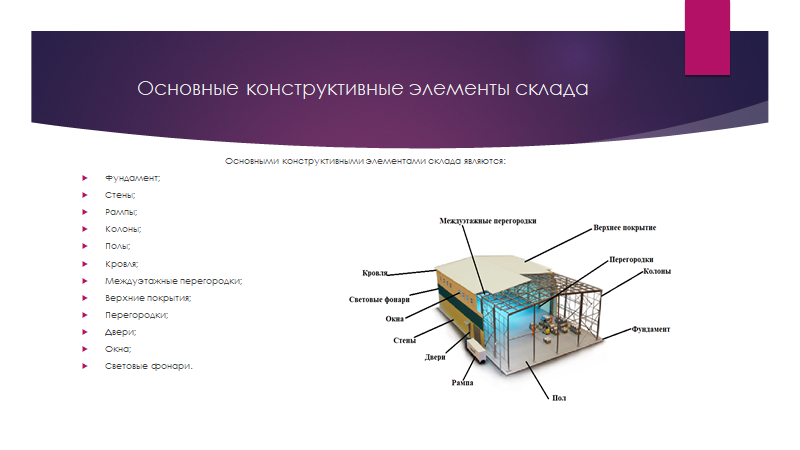 Основные конструктивные элементы склада
Основными конструктивными элементами склада являются:
Фундамент;
Стены;
Рампы;
Колоны;
Полы;
Кровля;
Междуэтажные перегородки;
Верхние покрытия;
Перегородки;
Двери;
Окна;
Световые фонари.
Междуэтажные перегородки
Верхнее покрытие
Перегородки
Колоны
Кровля
Световые фонари
Окна
Стены
Фундамент
Двери
Рампа
Пол